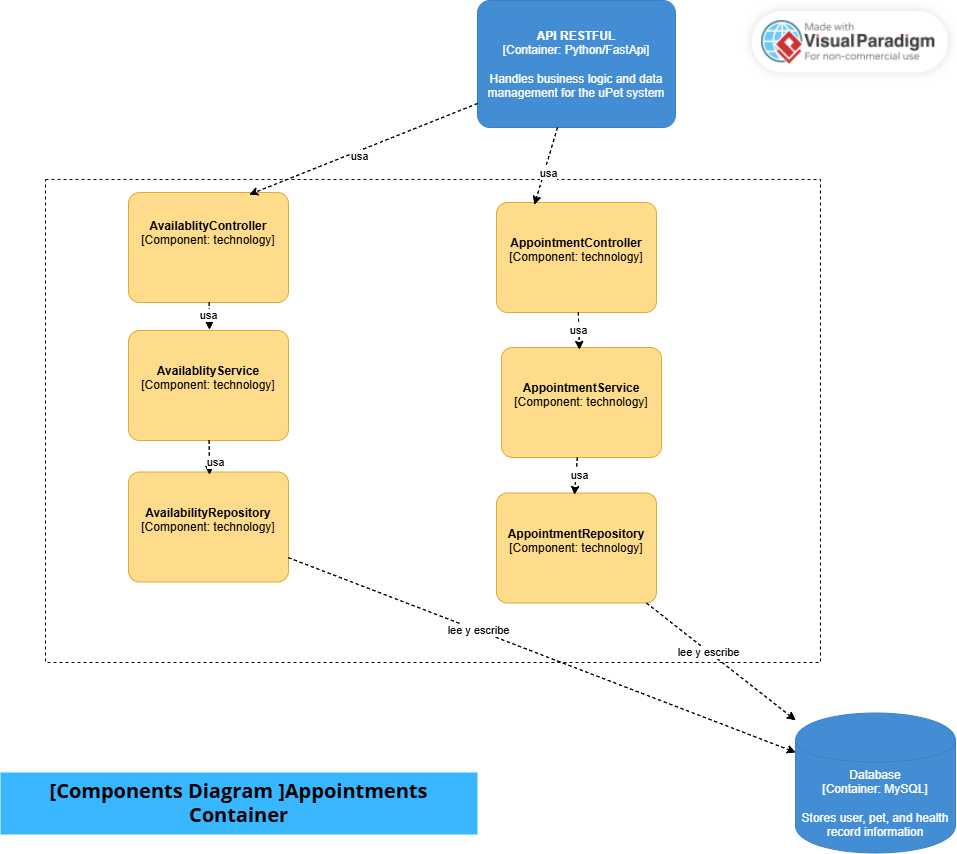 API RESTFUL
[Container: Python/FastApi]
Handles business logic and data
management for the uPet system
Made with
Visual Paradigm
For non-commercial use
usa
usa
AvailablityController
[Component: technology]
AppointmentController
[Component: technology]
usa
usa
AvailablityService
[Component: technology]
AppointmentService
[Component: technology]
usa
usa
AvailabilityRepository
[Component: technology]
AppointmentRepository
[Component: technology]
lee y escribe
lee y escribe
Database
[Container: MySQL]
Stores user, pet, and health
record information
[Components Diagram ]Appointments
Container